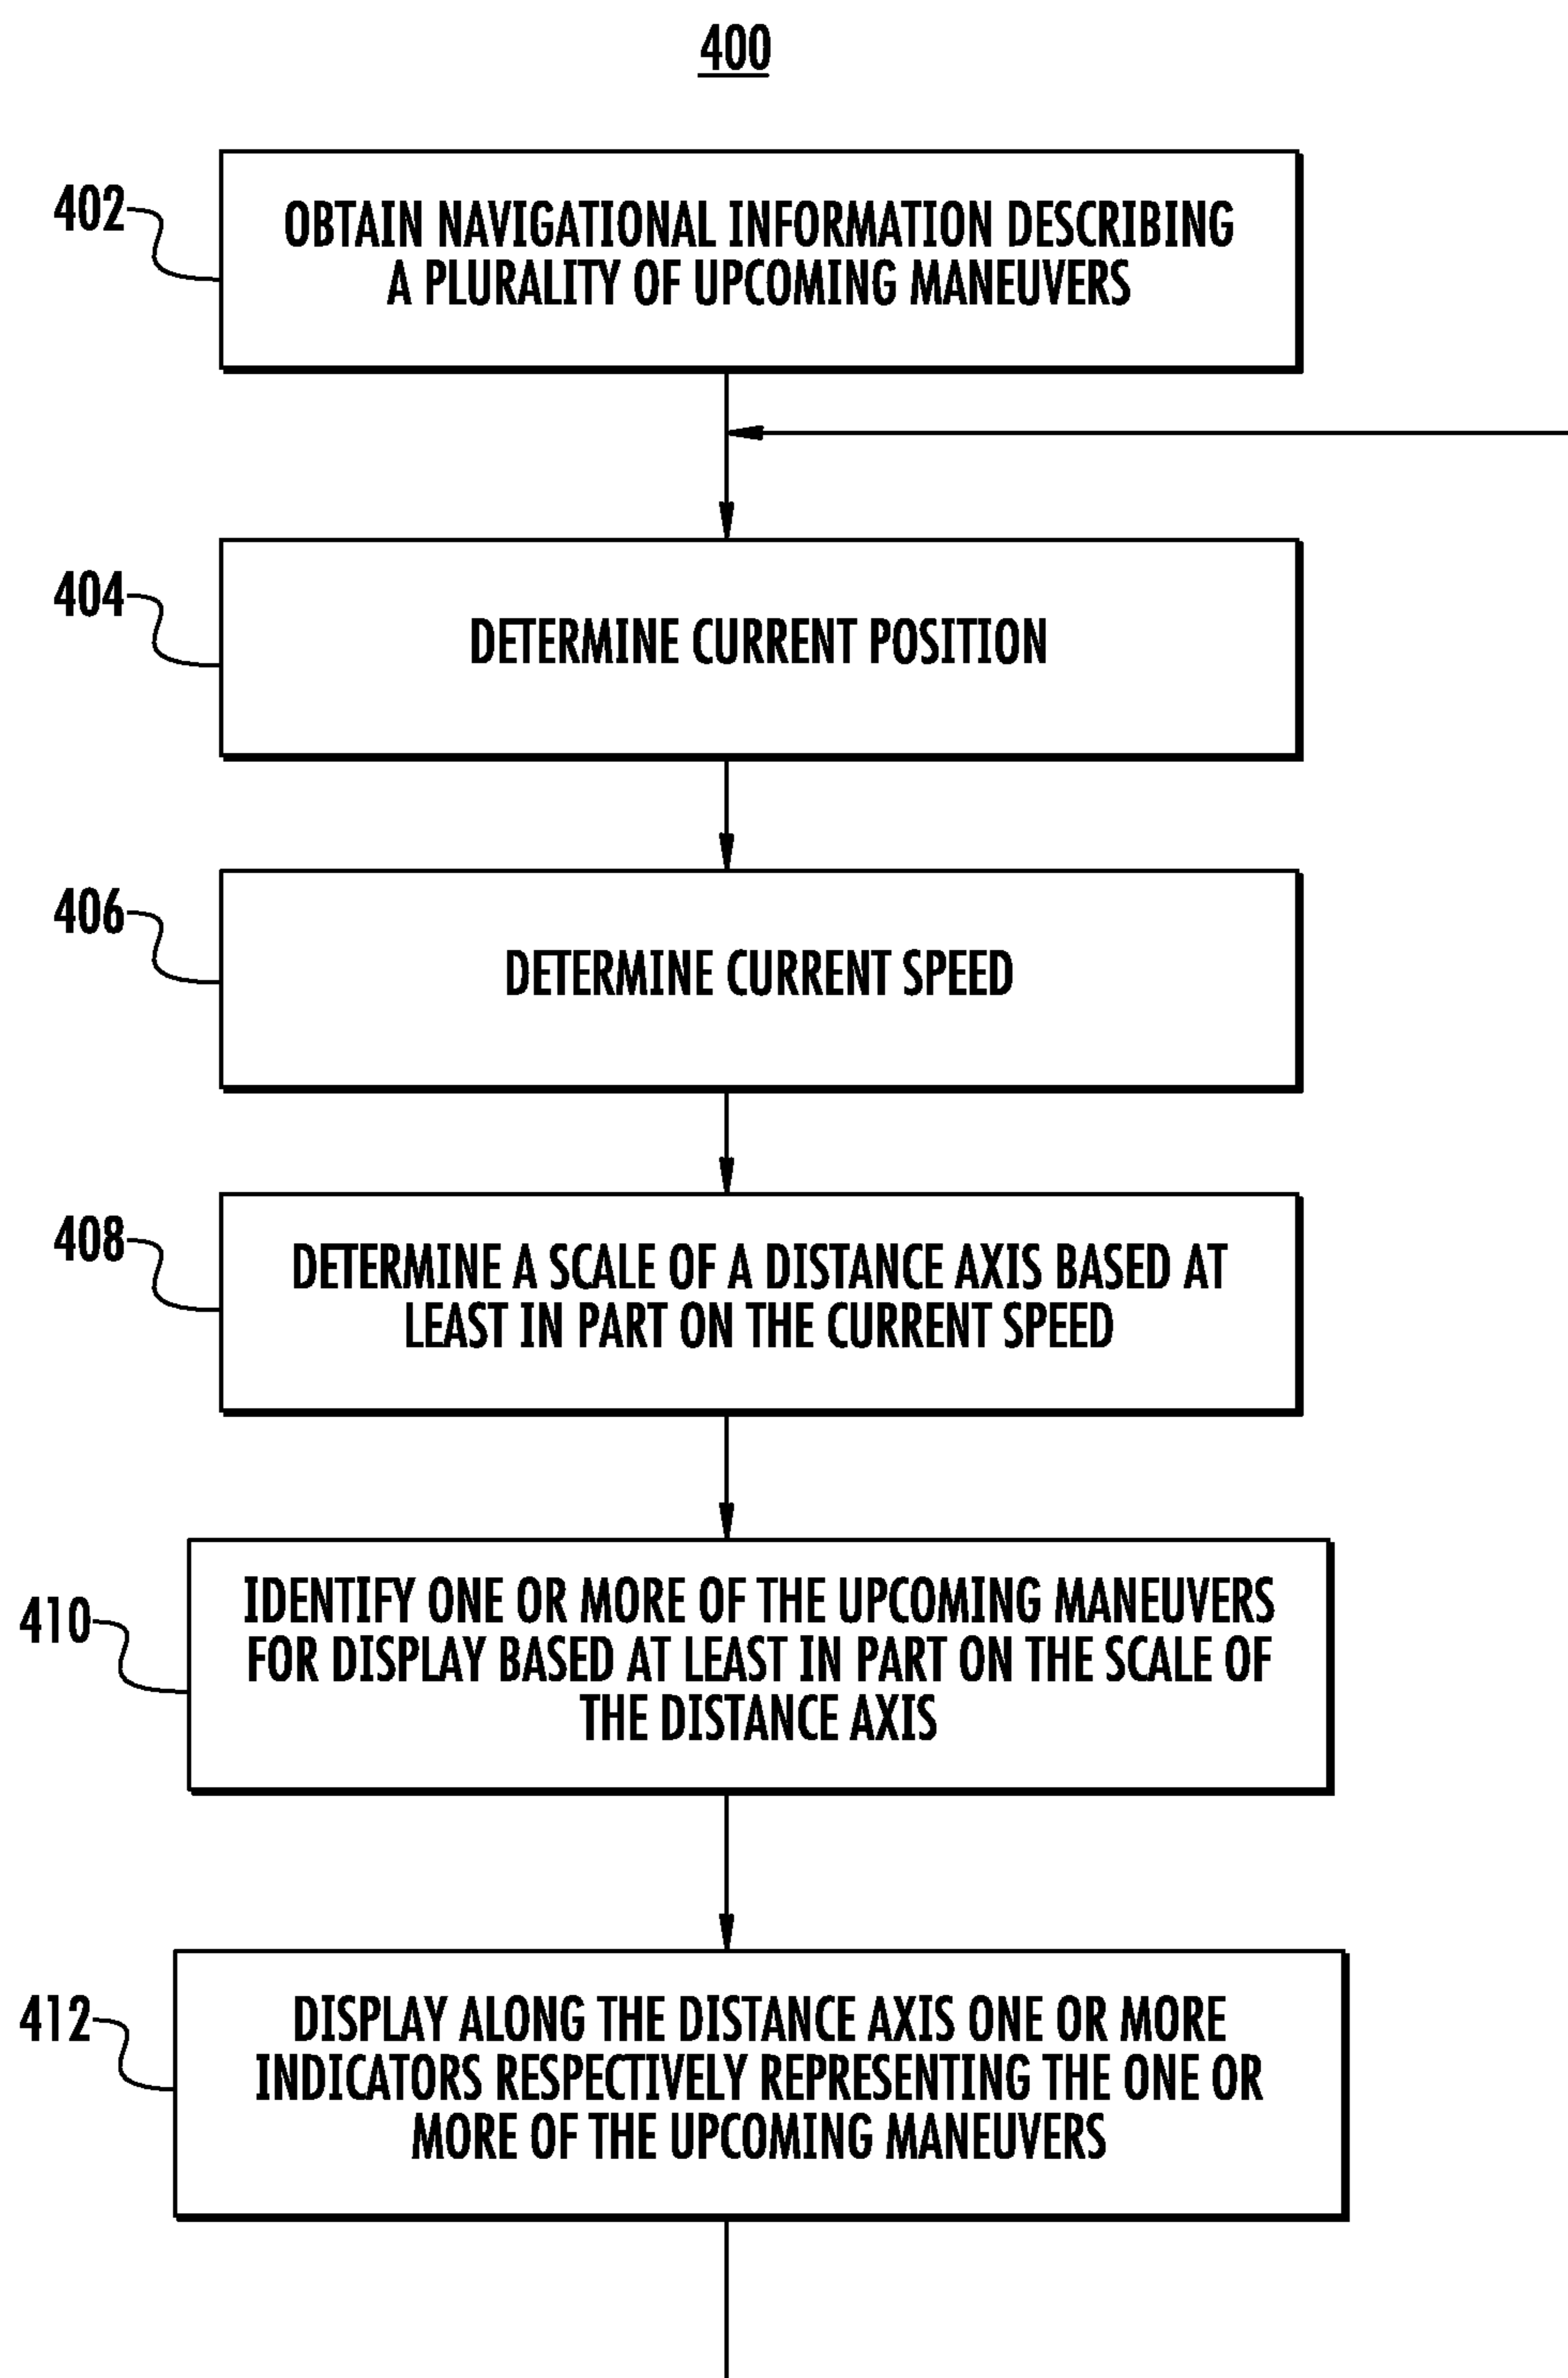 400
402
OBTAIN NAVIGATIONAL INFORMATION DESCRIBING
A PLURALITY OF UPCOMING MANEUVERS
404
DETERMINE CURRENT POSITION
406
DETERMINE CURRENT SPEED
408
DETERMINE A SCALE OF A DISTANCE AXIS BASED AT
LEAST IN PART ON THE CURRENT SPEED
410
IDENTIFY ONE OR MORE OF THE UPCOMING MANEUVERS
FOR DISPLAY BASED AT LEAST IN PART ON THE SCALE OF
THE DISTANCE AXIS
412
DISPLAY ALONG THE DISTANCE AXIS ONE OR MORE
INDICATORS RESPECTIVELY REPRESENTING THE ONE OR
MORE OF THE UPCOMING MANEUVERS